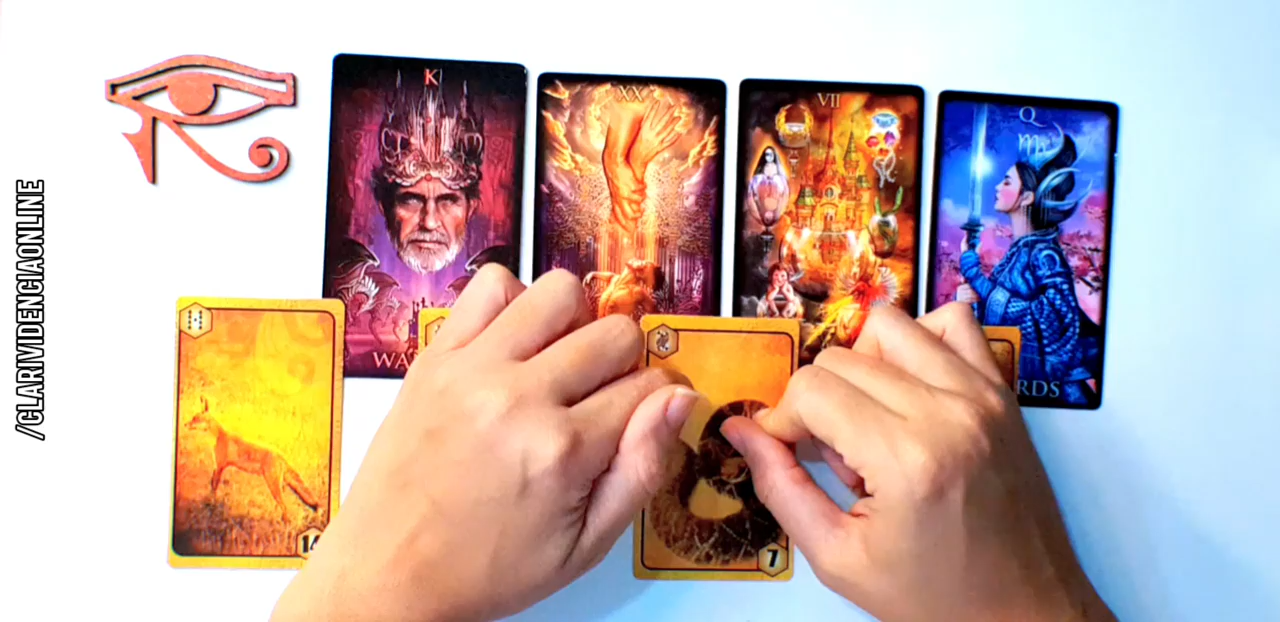 /CLARIVIDENCIAONLINE
K
WA
XX
VII
Q
RDS
14
7